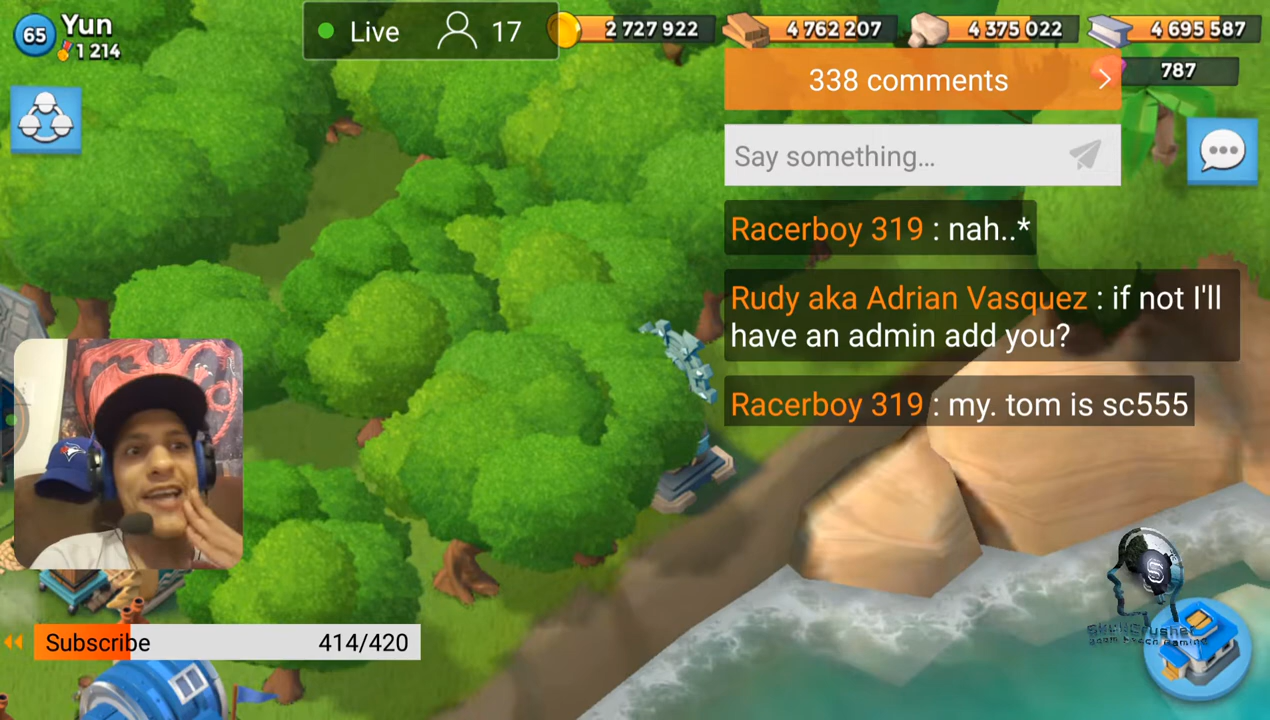 65
Yun
1 214
Live
17
2 727 922
4 762 207
4 375 022
4 695 587
787
338 comments
Say something...
Racerboy 319 : nah..*
Rudy aka Adrian Vasquez : if not I'll
have an admin add you?
Racerboy 319 : my. tom is sc555
Subscribe
414/420